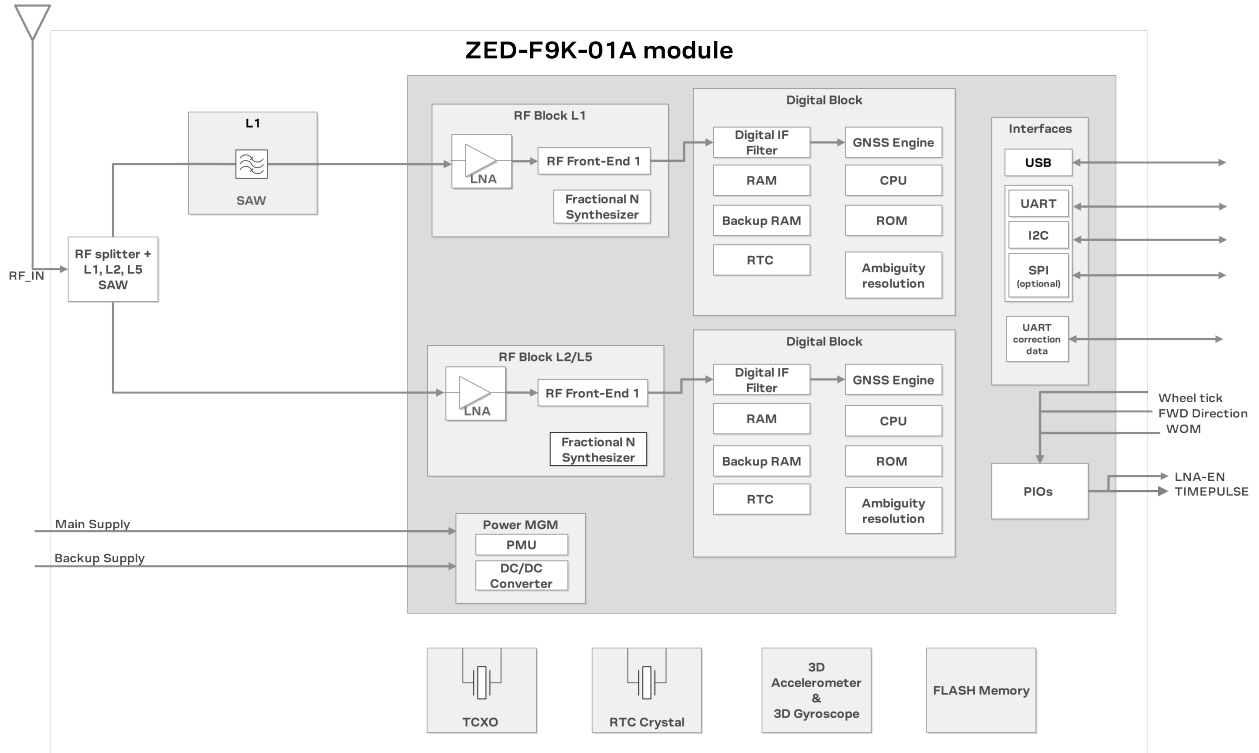 ZED-F9K-01A module
RF_IN
RF splitter +
L1, L2, L5
SAW
L1
SAW
RF Block L1
LNA
RF Front-End 1
Fractional N
Synthesizer
Digital Block
Digital IF
Filter
GNSS Engine
RAM
CPU
Backup RAM
ROM
RTC
Ambiguity
resolution
RF Block L2/L5
LNA
RF Front-End 1
Fractional N
Synthesizer
Digital Block
Digital IF
Filter
GNSS Engine
RAM
CPU
Backup RAM
ROM
RTC
Ambiguity
resolution
Interfaces
USB
UART
I2C
SPI
(optional)
UART
correction
data
Wheel tick
FWD Direction
WOM
PIOs
LNA-EN
TIMEPULSE
Main Supply
Backup Supply
Power MGM
PMU
DC/DC
Converter
TCXO
RTC Crystal
3D
Accelerometer
&
3D Gyroscope
FLASH Memory